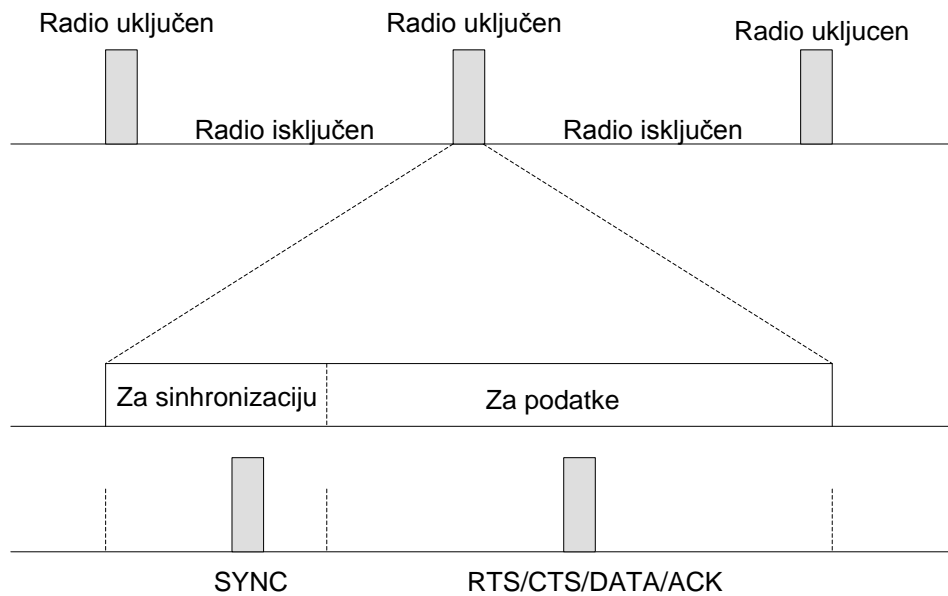 Radio uključen
Radio uključen
Radio ukljucen
Radio isključen
Radio isključen
Za sinhronizaciju
Za podatke
SYNC
RTS/CTS/DATA/ACK